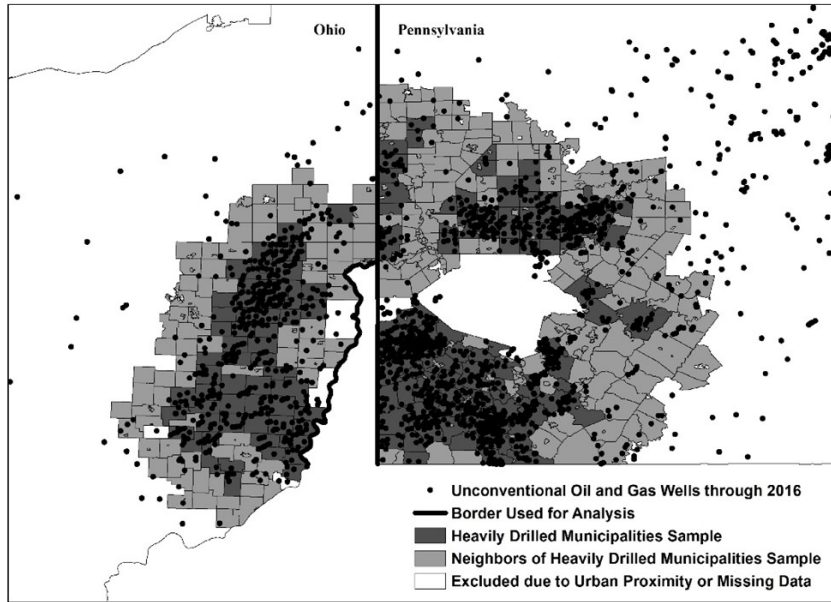 Ohio
Pennsylvania
Unconventional Oil and Gas Wells through 2016
Border Used for Analysis
Heavily Drilled Municipalities Sample
Neighbors of Heavily Drilled Municipalities Sample
Excluded due to Urban Proximity or Missing Data